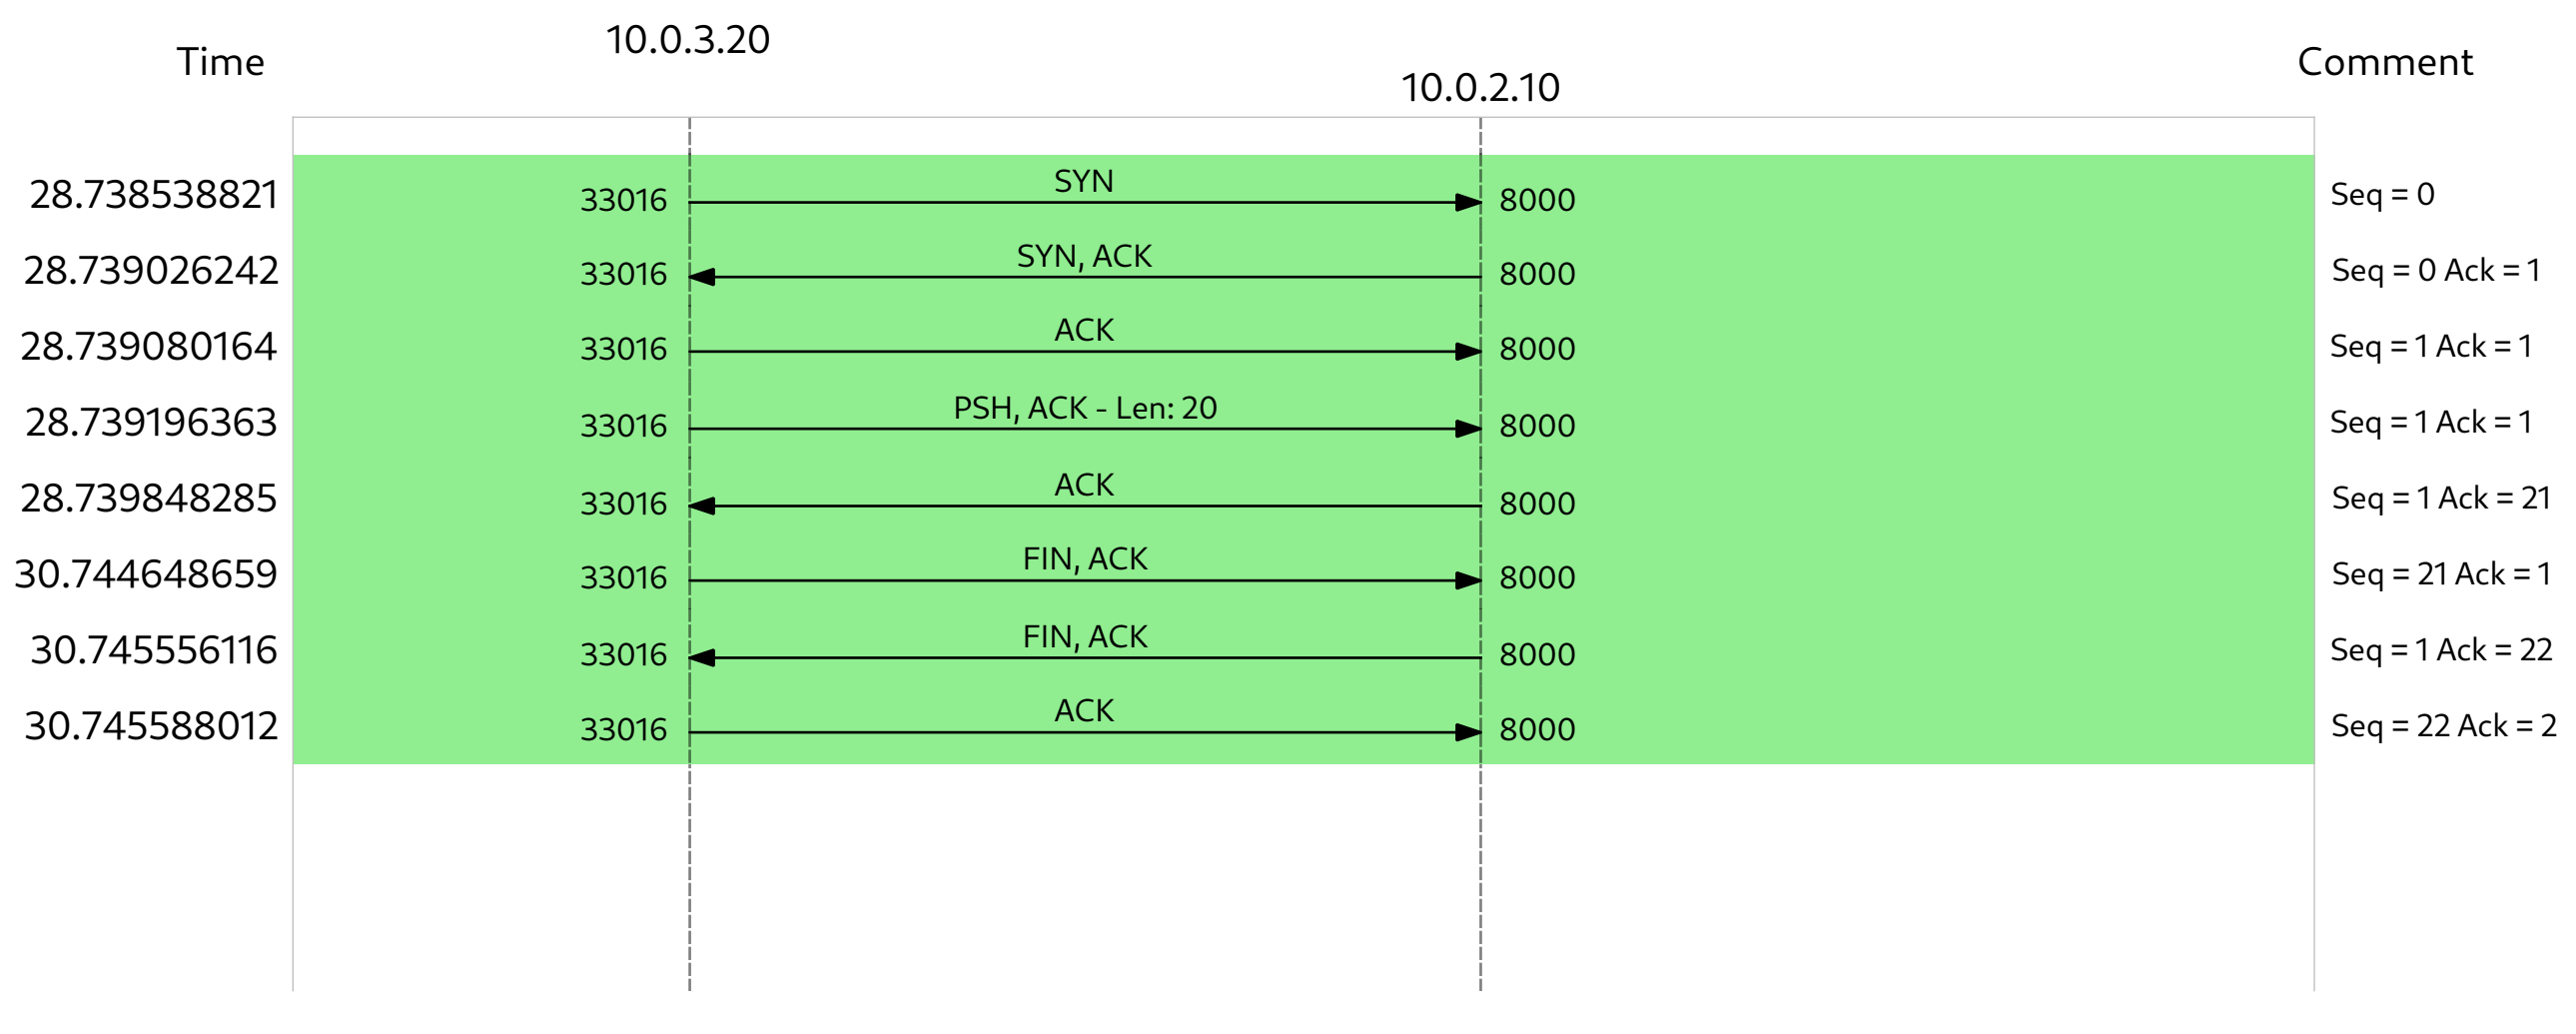 Time 10.0.3.20 10.0.2.10 Comment
28.738538821 33016 SYN 8000 Seq = 0
28.739026242 33016 SYN, ACK 8000 Seq = 0 Ack = 1
28.739080164 33016 ACK 8000 Seq = 1 Ack = 1
28.739196363 33016 PSH, ACK - Len: 20 8000 Seq = 1 Ack = 1
28.739848285 33016 ACK 8000 Seq = 1 Ack = 21
30.744648659 33016 FIN, ACK 8000 Seq = 21 Ack = 1
30.745556116 33016 FIN, ACK 8000 Seq = 1 Ack = 22
30.745588012 33016 ACK 8000 Seq = 22 Ack = 2